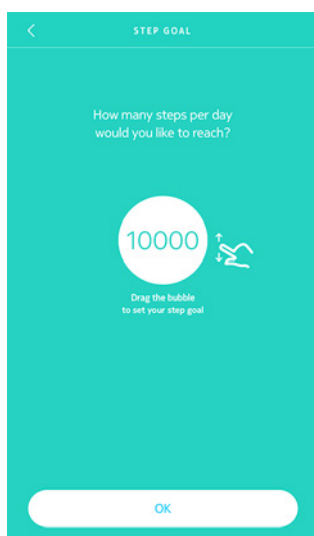 STEP GOAL
How many steps per day
would you like to reach?
10000
Drag the bubble
to set your step goal
OK